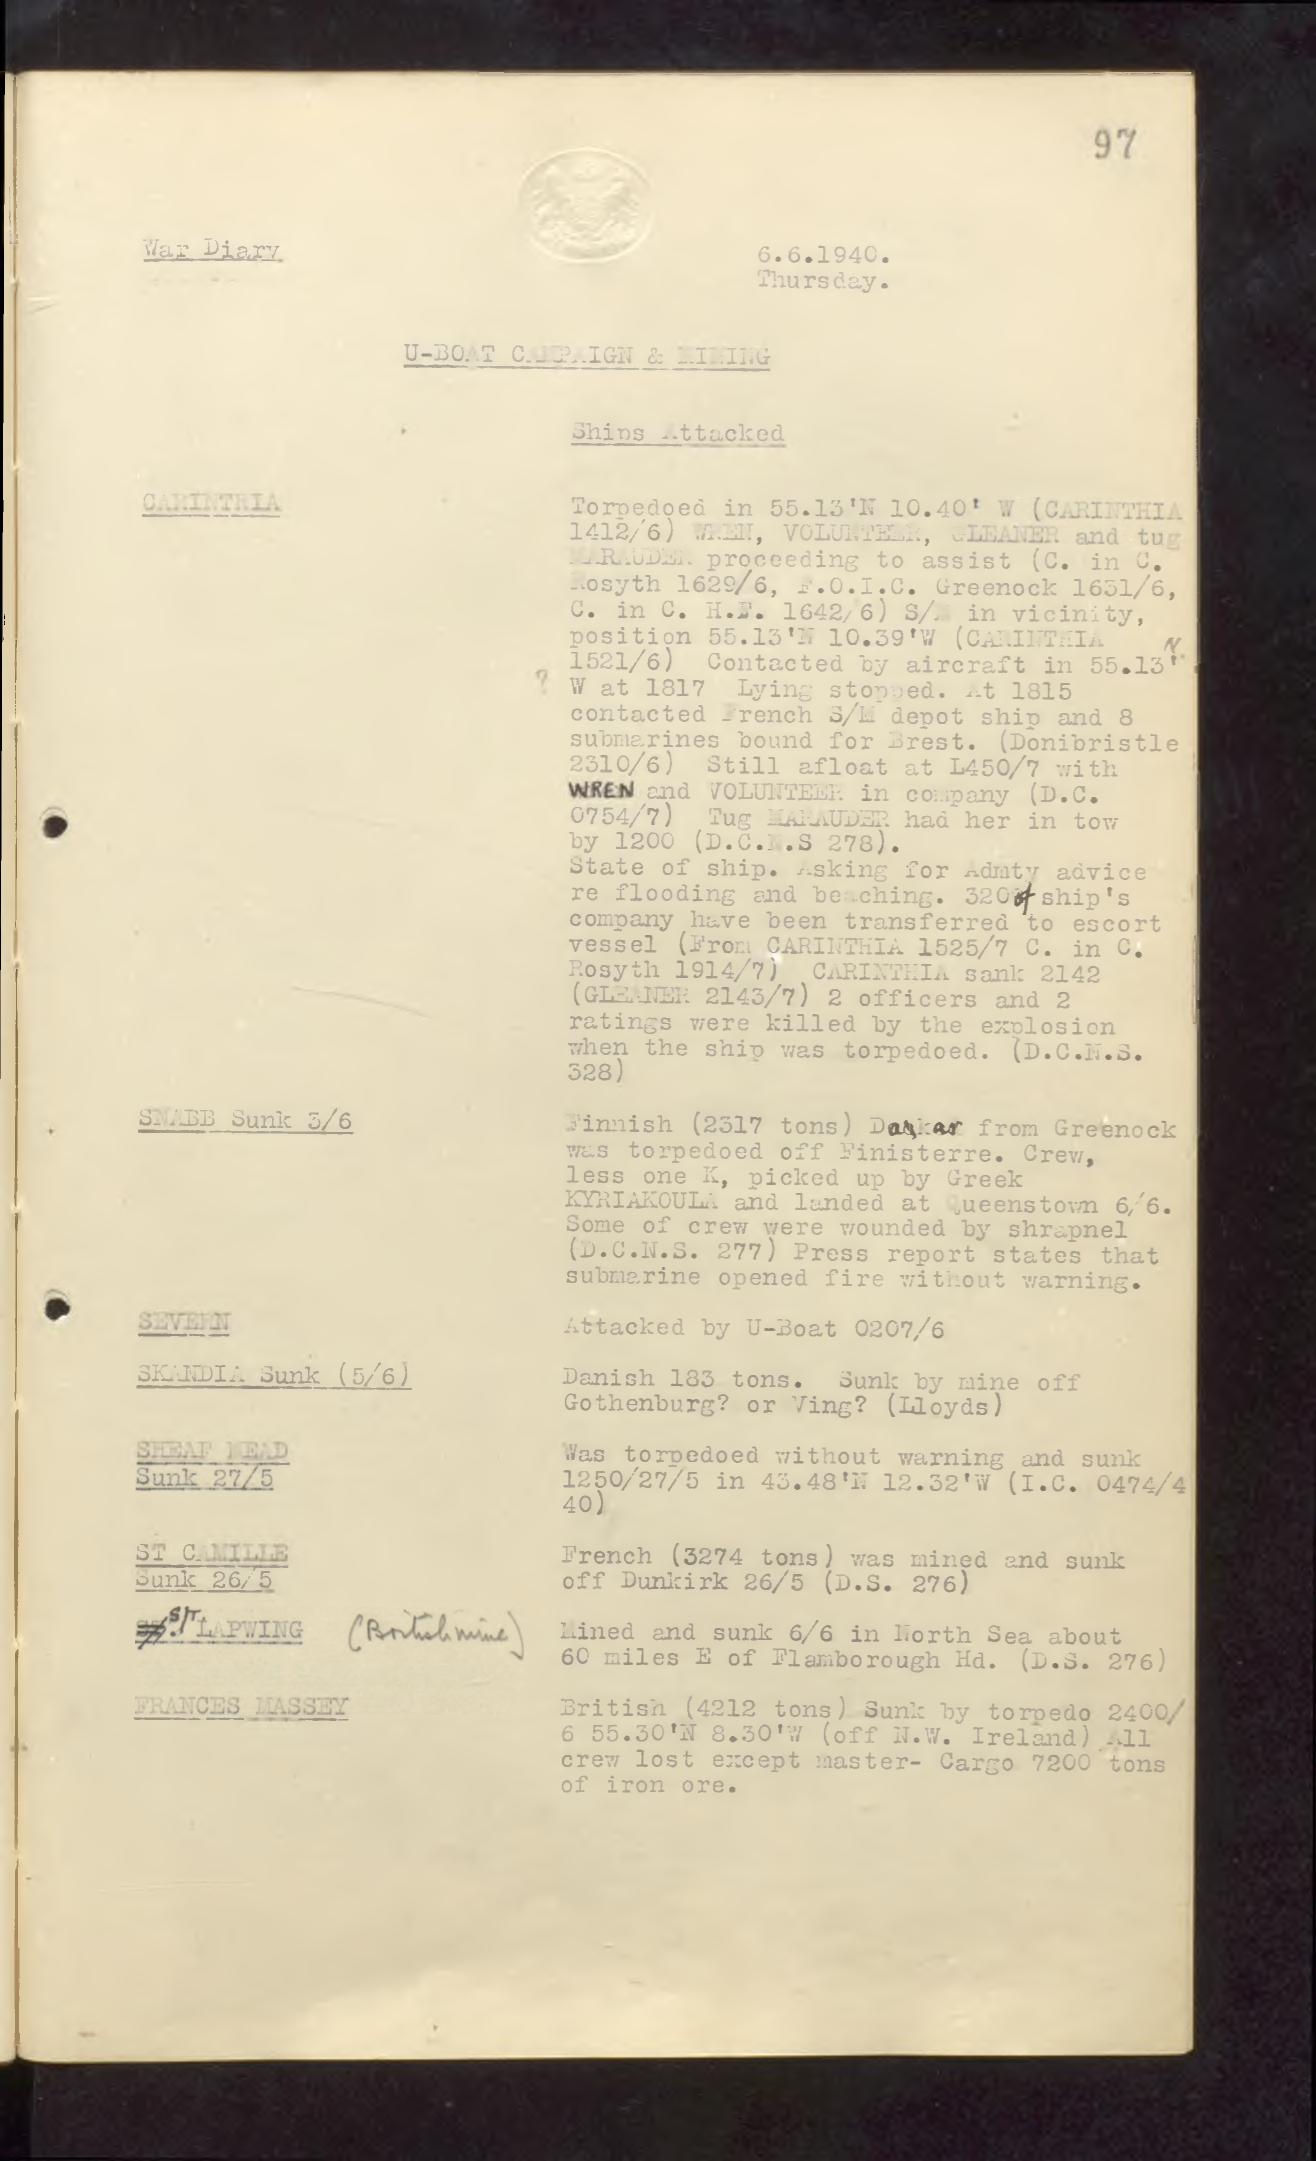 97
War Diary
6.6.1940.
Thursday.
U-BOAT CAMPAIGN & MINING
Ships Attacked
CARINTRIA
Torpedoed in 55.13'N 10.40' W (CARINTHIA
1412/6) WREN, VOLUNTEER, GLEANER and tug
MARAUDER proceeding to assist (C. in C.
Rosyth 1629/6, F.O.I.C. Greenock 1631/6,
C. in C. H.F. 1642/6) S/M in vicinity,
position 55.13'N 10.39'W (CARINTHIA
1521/6) Contacted by aircraft in 55.13'N
? W at 1817 Lying stopped. At 1815
contacted French S/M depot ship and 8
submarines bound for Brest. (Donibristle
2310/6) Still afloat at L450/7 with
WREN and VOLUNTEER in company (D.C.
0754/7) Tug MARAUDER had her in tow
by 1200 (D.C.N.S 278).
State of ship. Asking for Admty advice
re flooding and beaching. 320 of ship's
company have been transferred to escort
vessel (From CARINTHIA 1525/7 C. in C.
Rosyth 1914/7) CARINTHIA sank 2142
(GLEANER 2143/7) 2 officers and 2
ratings were killed by the explosion
when the ship was torpedoed. (D.C.N.S.
328)
SNABB Sunk 3/6
Finnish (2317 tons) Dakar from Greenock
was torpedoed off Finisterre. Crew,
less one K, picked up by Greek
KYRIAKOULA and landed at Queenstown 6/6.
Some of crew were wounded by shrapnel
(D.C.N.S. 277) Press report states that
submarine opened fire without warning.
SEVERN
Attacked by U-Boat 0207/6
SKANDIA Sunk (5/6)
Danish 183 tons. Sunk by mine off
Gothenburg? or Ving? (Lloyds)
SHEAF MEAD
Sunk 27/5
Was torpedoed without warning and sunk
1250/27/5 in 43.48'N 12.32'W (I.C. 0474/4
40)
ST CAMILLE
Sunk 26/5
French (3274 tons) was mined and sunk
off Dunkirk 26/5 (D.S. 276)
S/T. LAPWING (British mine)
Mined and sunk 6/6 in North Sea about
60 miles E of Flamborough Hd. (D.S. 276)
FRANCES MASSEY
British (4212 tons) Sunk by torpedo 2400/
6 55.30'N 8.30'W (off N.W. Ireland) All
crew lost except master- Cargo 7200 tons
of iron ore.